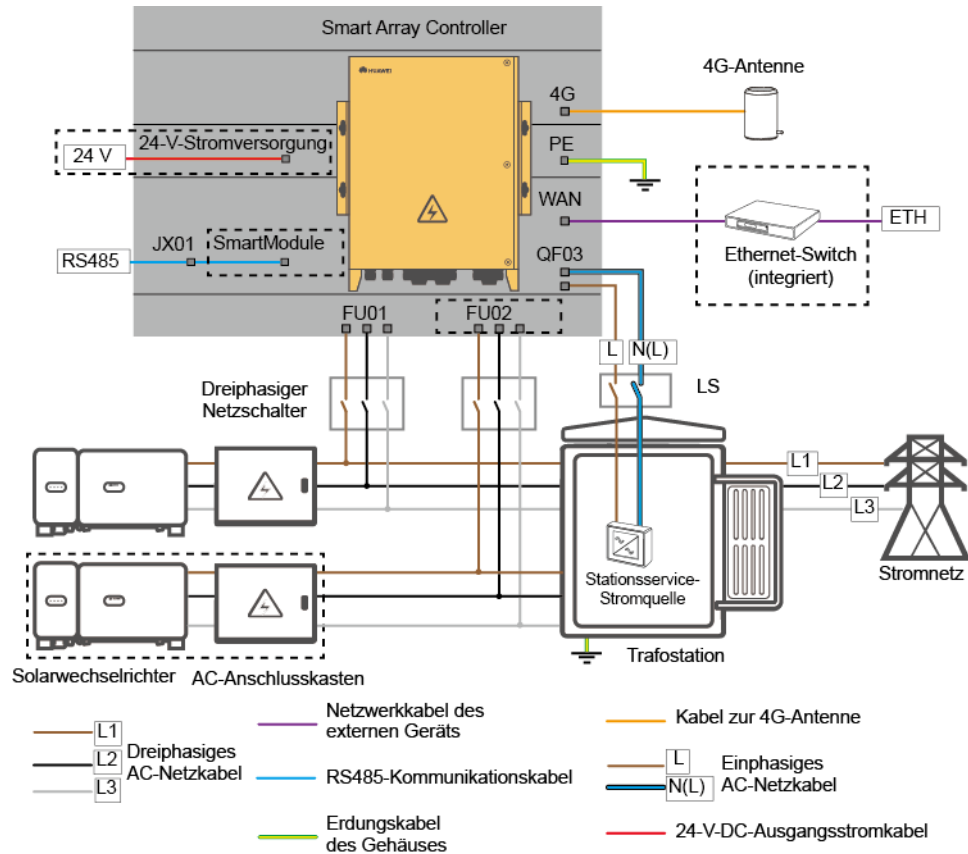 Smart Array Controller
HUAWEI
4G-Antenne
4G
24-V-Stromversorgung
24 V
PE
WAN
ETH
JX01
SmartModule
RS485
QF03
Ethernet-Switch
(integriert)
FU01
FU02
L
N(L)
LS
Dreiphasiger
Netzschalter
L1
L2
L3
Stationsservice-
Stromquelle
Stromnetz
Trafostation
Solarwechselrichter
AC-Anschlusskasten
L1
L2
L3
Dreiphasiges
AC-Netzkabel
Netzwerkkabel des
externen Geräts
RS485-Kommunikationskabel
Erdungskabel
des Gehäuses
Kabel zur 4G-Antenne
L
N(L)
Einphasiges
AC-Netzkabel
24-V-DC-Ausgangsstromkabel